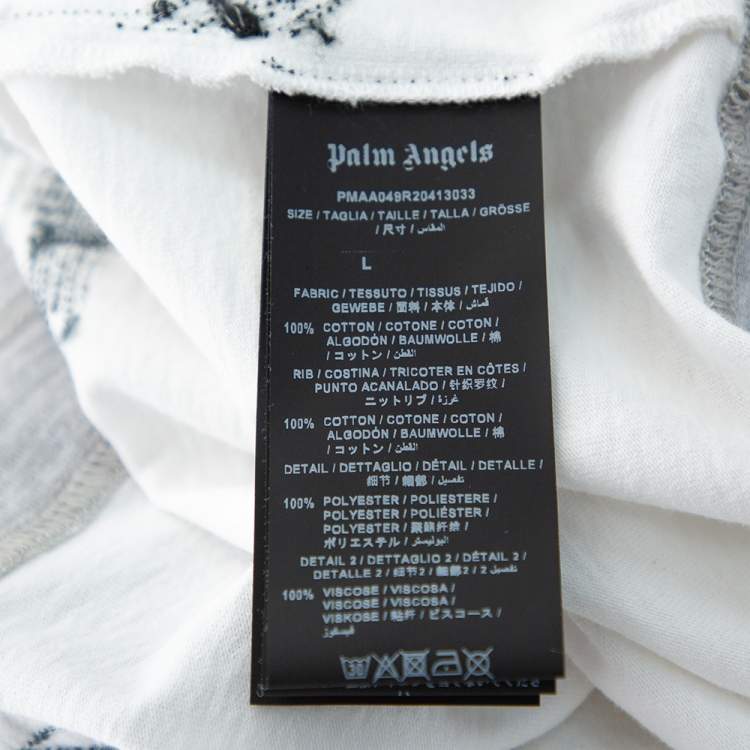 Palm Angels
PMAA049R20413033
SIZE / TAGLIA / TAILLE / TALLA / GRÖSSE
/ 尺寸 / المقاس
L
FABRIC / TESSUTO / TISSUS / TEJIDO /
GEWEBE / 面料 / 本体 / قماش
100% COTTON / COTONE / COTON /
ALGODÓN / BAUMWOLLE / 棉
/ コットン / القطن
RIB / COSTINA / TRICOTER EN CÔTES /
PUNTO ACANALADO / 针织罗纹 /
ニットリブ / غرزة
100% COTTON / COTONE / COTON /
ALGODÓN / BAUMWOLLE / 棉
/ コットン / القطن
DETAIL / DETTAGLIO / DÉTAIL / DETALLE /
/ 细节 / 細部 / تفصيل
100% POLYESTER / POLIESTERE /
POLYESTER / POLIÉSTER /
POLYESTER / 聚酯纤维 /
ポリエステル / البوليستر
DETAIL 2 / DETTAGLIO 2 / DÉTAIL 2 /
DETALLE 2 / 细节2 / 細部2 / تفصيل 2
100% VISCOSE / VISCOSA /
VISCOSE / VISCOSA /
VISKOSE / 粘纤 / ビスコース /
فيسكوز
30